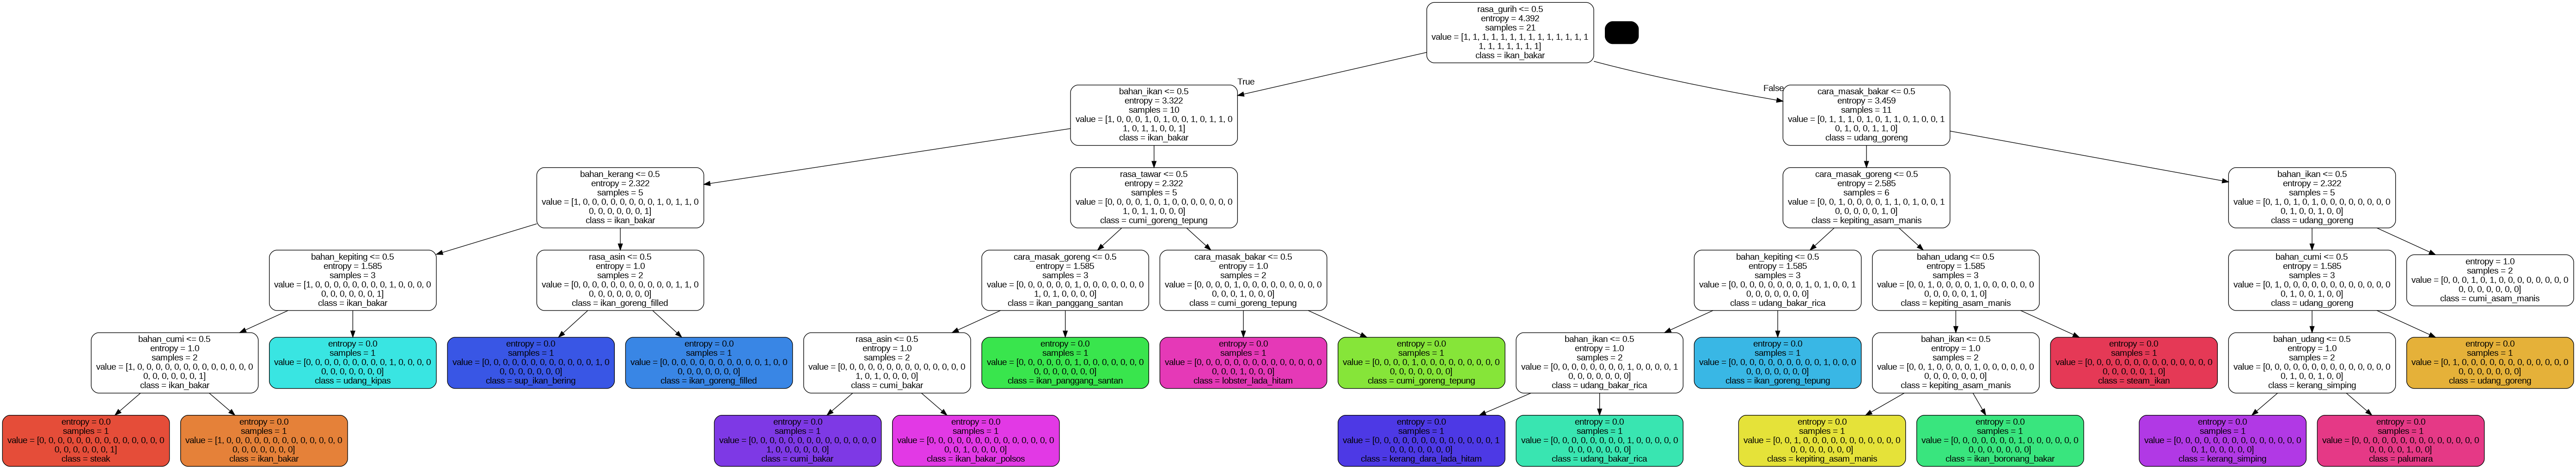 rasa_gurih <= 0.5
entropy = 4.392
samples = 21
value = [1, 1, 1, 1, 1, 1, 1, 1, 1, 1, 1, 1, 1, 1
1, 1, 1, 1, 1, 1, 1]
class = ikan_bakar
True
False
bahan_ikan <= 0.5
entropy = 3.322
samples = 10
value = [1, 0, 0, 0, 1, 0, 1, 0, 0, 1, 0, 1, 1, 0
1, 0, 1, 1, 0, 0, 1]
class = ikan_bakar
cara_masak_bakar <= 0.5
entropy = 3.459
samples = 11
value = [0, 1, 1, 1, 0, 1, 0, 1, 1, 0, 1, 0, 0, 1
0, 1, 0, 0, 1, 1, 0]
class = udang_goreng
bahan_kerang <= 0.5
entropy = 2.322
samples = 5
value = [1, 0, 0, 0, 0, 0, 0, 0, 0, 1, 0, 1, 1, 0
0, 0, 0, 0, 0, 0, 1]
class = ikan_bakar
rasa_tawar <= 0.5
entropy = 2.322
samples = 5
value = [0, 0, 0, 0, 1, 0, 1, 0, 0, 0, 0, 0, 0, 0
1, 0, 1, 1, 0, 0, 0]
class = cumi_goreng_tepung
cara_masak_goreng <= 0.5
entropy = 2.585
samples = 6
value = [0, 0, 1, 0, 0, 0, 0, 1, 1, 0, 1, 0, 0, 1
0, 0, 0, 0, 0, 1, 0]
class = kepiting_asam_manis
bahan_ikan <= 0.5
entropy = 2.322
samples = 5
value = [0, 1, 0, 1, 0, 1, 0, 0, 0, 0, 0, 0, 0, 0
0, 1, 0, 0, 1, 0, 0]
class = udang_goreng
bahan_kepiting <= 0.5
entropy = 1.585
samples = 3
value = [1, 0, 0, 0, 0, 0, 0, 0, 0, 1, 0, 0, 0, 0
0, 0, 0, 0, 0, 0, 1]
class = ikan_bakar
rasa_asin <= 0.5
entropy = 1.0
samples = 2
value = [0, 0, 0, 0, 0, 0, 0, 0, 0, 0, 0, 1, 1, 0
0, 0, 0, 0, 0, 0, 0]
class = ikan_goreng_filled
cara_masak_goreng <= 0.5
entropy = 1.585
samples = 3
value = [0, 0, 0, 0, 0, 0, 1, 0, 0, 0, 0, 0, 0, 0
1, 0, 1, 0, 0, 0, 0]
class = ikan_panggang_santan
cara_masak_bakar <= 0.5
entropy = 1.0
samples = 2
value = [0, 0, 0, 0, 1, 0, 0, 0, 0, 0, 0, 0, 0, 0
0, 0, 0, 1, 0, 0, 0]
class = cumi_goreng_tepung
bahan_kepiting <= 0.5
entropy = 1.585
samples = 3
value = [0, 0, 0, 0, 0, 0, 0, 0, 1, 0, 1, 0, 0, 1
0, 0, 0, 0, 0, 0, 0]
class = udang_bakar_rica
bahan_udang <= 0.5
entropy = 1.585
samples = 3
value = [0, 0, 1, 0, 0, 0, 0, 1, 0, 0, 0, 0, 0, 0
0, 0, 0, 0, 0, 1, 0]
class = kepiting_asam_manis
bahan_cumi <= 0.5
entropy = 1.585
samples = 3
value = [0, 1, 0, 0, 0, 0, 0, 0, 0, 0, 0, 0, 0, 0
0, 1, 0, 0, 1, 0, 0]
class = udang_goreng
entropy = 1.0
samples = 2
value = [0, 0, 0, 1, 0, 1, 0, 0, 0, 0, 0, 0, 0, 0
0, 0, 0, 0, 0, 0, 0]
class = cumi_asam_manis
bahan_cumi <= 0.5
entropy = 1.0
samples = 2
value = [1, 0, 0, 0, 0, 0, 0, 0, 0, 0, 0, 0, 0, 0
0, 0, 0, 0, 0, 0, 1]
class = ikan_bakar
entropy = 0.0
samples = 1
value = [0, 0, 0, 0, 0, 0, 0, 0, 0, 1, 0, 0, 0, 0
0, 0, 0, 0, 0, 0, 0]
class = udang_kipas
entropy = 0.0
samples = 1
value = [0, 0, 0, 0, 0, 0, 0, 0, 0, 0, 0, 0, 1, 0
0, 0, 0, 0, 0, 0, 0]
class = sup_ikan_bering
entropy = 0.0
samples = 1
value = [0, 0, 0, 0, 0, 0, 0, 0, 0, 0, 0, 1, 0, 0
0, 0, 0, 0, 0, 0, 0]
class = ikan_goreng_filled
rasa_asin <= 0.5
entropy = 1.0
samples = 2
value = [0, 0, 0, 0, 0, 0, 0, 0, 0, 0, 0, 0, 0, 0
1, 0, 1, 0, 0, 0, 0]
class = cumi_bakar
entropy = 0.0
samples = 1
value = [0, 0, 0, 0, 0, 0, 1, 0, 0, 0, 0, 0, 0, 0
0, 0, 0, 0, 0, 0, 0]
class = ikan_panggang_santan
entropy = 0.0
samples = 1
value = [0, 0, 0, 0, 0, 0, 0, 0, 0, 0, 0, 0, 0, 0
0, 0, 0, 1, 0, 0, 0]
class = lobster_lada_hitam
entropy = 0.0
samples = 1
value = [0, 0, 0, 0, 1, 0, 0, 0, 0, 0, 0, 0, 0, 0
0, 0, 0, 0, 0, 0, 0]
class = cumi_goreng_tepung
bahan_ikan <= 0.5
entropy = 1.0
samples = 2
value = [0, 0, 0, 0, 0, 0, 0, 0, 1, 0, 0, 0, 0, 1
0, 0, 0, 0, 0, 0, 0]
class = udang_bakar_rica
entropy = 0.0
samples = 1
value = [0, 0, 0, 0, 0, 0, 0, 0, 0, 0, 1, 0, 0, 0
0, 0, 0, 0, 0, 0, 0]
class = ikan_goreng_tepung
bahan_ikan <= 0.5
entropy = 1.0
samples = 2
value = [0, 0, 1, 0, 0, 0, 0, 1, 0, 0, 0, 0, 0, 0
0, 0, 0, 0, 0, 0, 0]
class = kepiting_asam_manis
entropy = 0.0
samples = 1
value = [0, 0, 0, 0, 0, 0, 0, 0, 0, 0, 0, 0, 0, 0
0, 0, 0, 0, 0, 1, 0]
class = steam_ikan
bahan_udang <= 0.5
entropy = 1.0
samples = 2
value = [0, 0, 0, 0, 0, 0, 0, 0, 0, 0, 0, 0, 0, 0
0, 1, 0, 0, 1, 0, 0]
class = kerang_simping
entropy = 0.0
samples = 1
value = [0, 1, 0, 0, 0, 0, 0, 0, 0, 0, 0, 0, 0, 0
0, 0, 0, 0, 0, 0, 0]
class = udang_goreng
entropy = 0.0
samples = 1
value = [0, 0, 0, 0, 0, 0, 0, 0, 0, 0, 0, 0, 0, 0
0, 0, 0, 0, 0, 0, 1]
class = steak
entropy = 0.0
samples = 1
value = [1, 0, 0, 0, 0, 0, 0, 0, 0, 0, 0, 0, 0, 0
0, 0, 0, 0, 0, 0, 0]
class = ikan_bakar
entropy = 0.0
samples = 1
value = [0, 0, 0, 0, 0, 0, 0, 0, 0, 0, 0, 0, 0, 0
1, 0, 0, 0, 0, 0, 0]
class = cumi_bakar
entropy = 0.0
samples = 1
value = [0, 0, 0, 0, 0, 0, 0, 0, 0, 0, 0, 0, 0, 0
0, 0, 1, 0, 0, 0, 0]
class = ikan_bakar_polsos
entropy = 0.0
samples = 1
value = [0, 0, 0, 0, 0, 0, 0, 0, 0, 0, 0, 0, 0, 1
0, 0, 0, 0, 0, 0, 0]
class = kerang_dara_lada_hitam
entropy = 0.0
samples = 1
value = [0, 0, 0, 0, 0, 0, 0, 0, 1, 0, 0, 0, 0, 0
0, 0, 0, 0, 0, 0, 0]
class = udang_bakar_rica
entropy = 0.0
samples = 1
value = [0, 0, 1, 0, 0, 0, 0, 0, 0, 0, 0, 0, 0, 0
0, 0, 0, 0, 0, 0, 0]
class = kepiting_asam_manis
entropy = 0.0
samples = 1
value = [0, 0, 0, 0, 0, 0, 0, 1, 0, 0, 0, 0, 0, 0
0, 0, 0, 0, 0, 0, 0]
class = ikan_boronang_bakar
entropy = 0.0
samples = 1
value = [0, 0, 0, 0, 0, 0, 0, 0, 0, 0, 0, 0, 0, 0
0, 1, 0, 0, 0, 0, 0]
class = kerang_simping
entropy = 0.0
samples = 1
value = [0, 0, 0, 0, 0, 0, 0, 0, 0, 0, 0, 0, 0, 0
0, 0, 0, 0, 1, 0, 0]
class = palumara